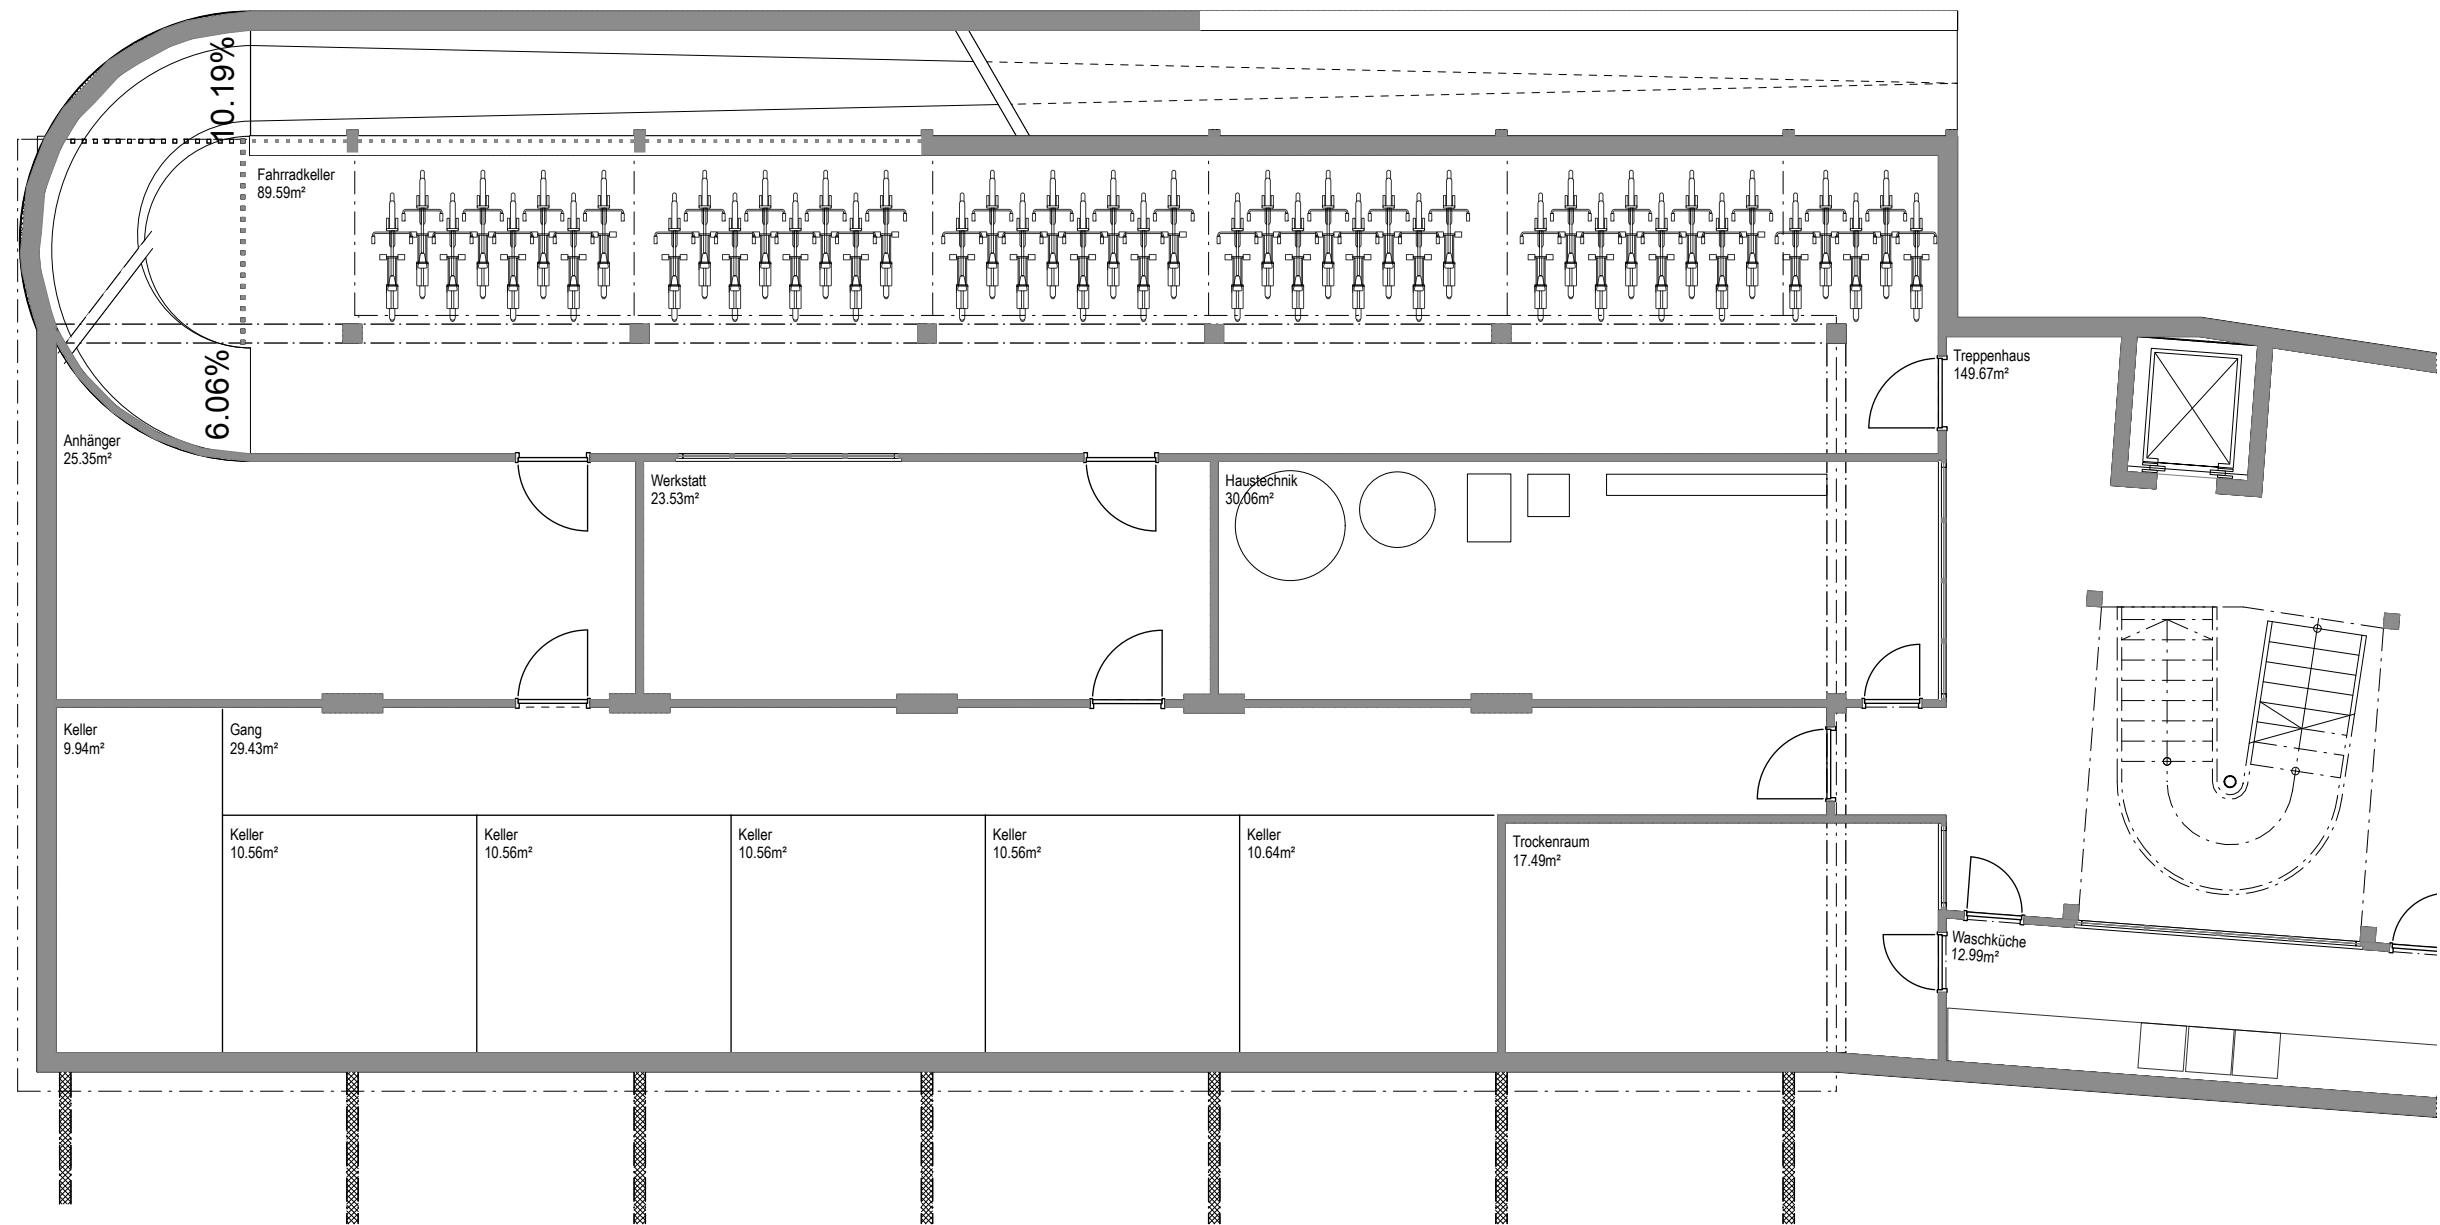 10.19%
Fahrradkeller
89.59m²
6.06%
Treppenhaus
149.67m²
Anhänger
25.35m²
Werkstatt
23.53m²
Haustechnik
30.06m²
Keller
9.94m²
Gang
29.43m²
Keller
10.56m²
Keller
10.56m²
Keller
10.56m²
Keller
10.56m²
Keller
10.64m²
Trockenraum
17.49m²
Waschküche
12.99m²